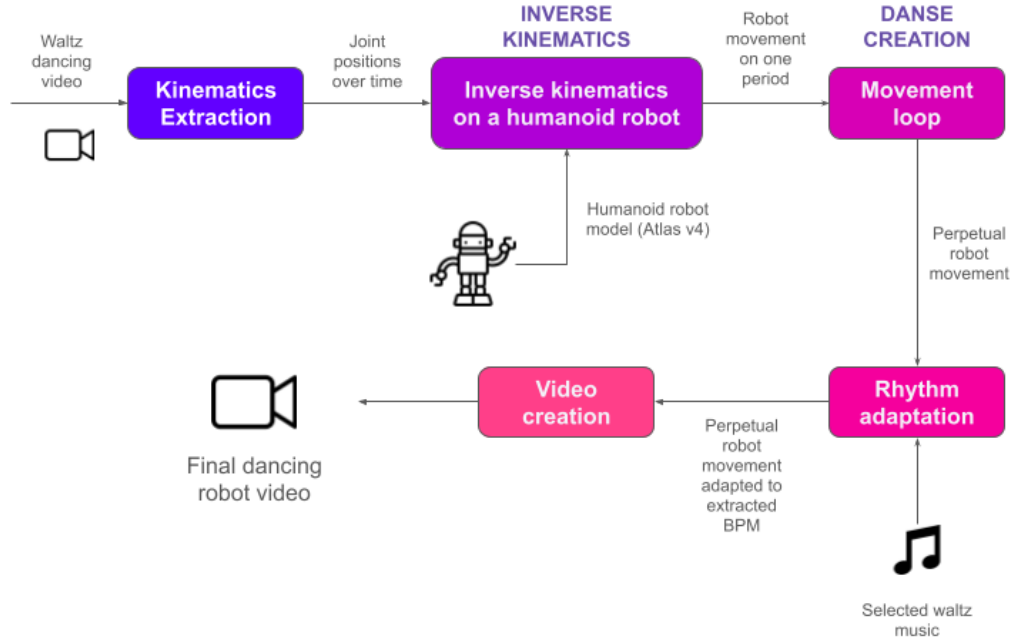 INVERSE
KINEMATICS
DANSE
CREATION
Waltz
dancing
video
Kinematics
Extraction
Joint
positions
over time
Inverse kinematics
on a humanoid robot
Robot
movement
on one
period
Movement
loop
Humanoid robot
model (Atlas v4)
Perpetual
robot
movement
Rhythm
adaptation
Selected waltz
music
Perpetual
robot
movement
adapted to
extracted
BPM
Video
creation
Final dancing
robot video